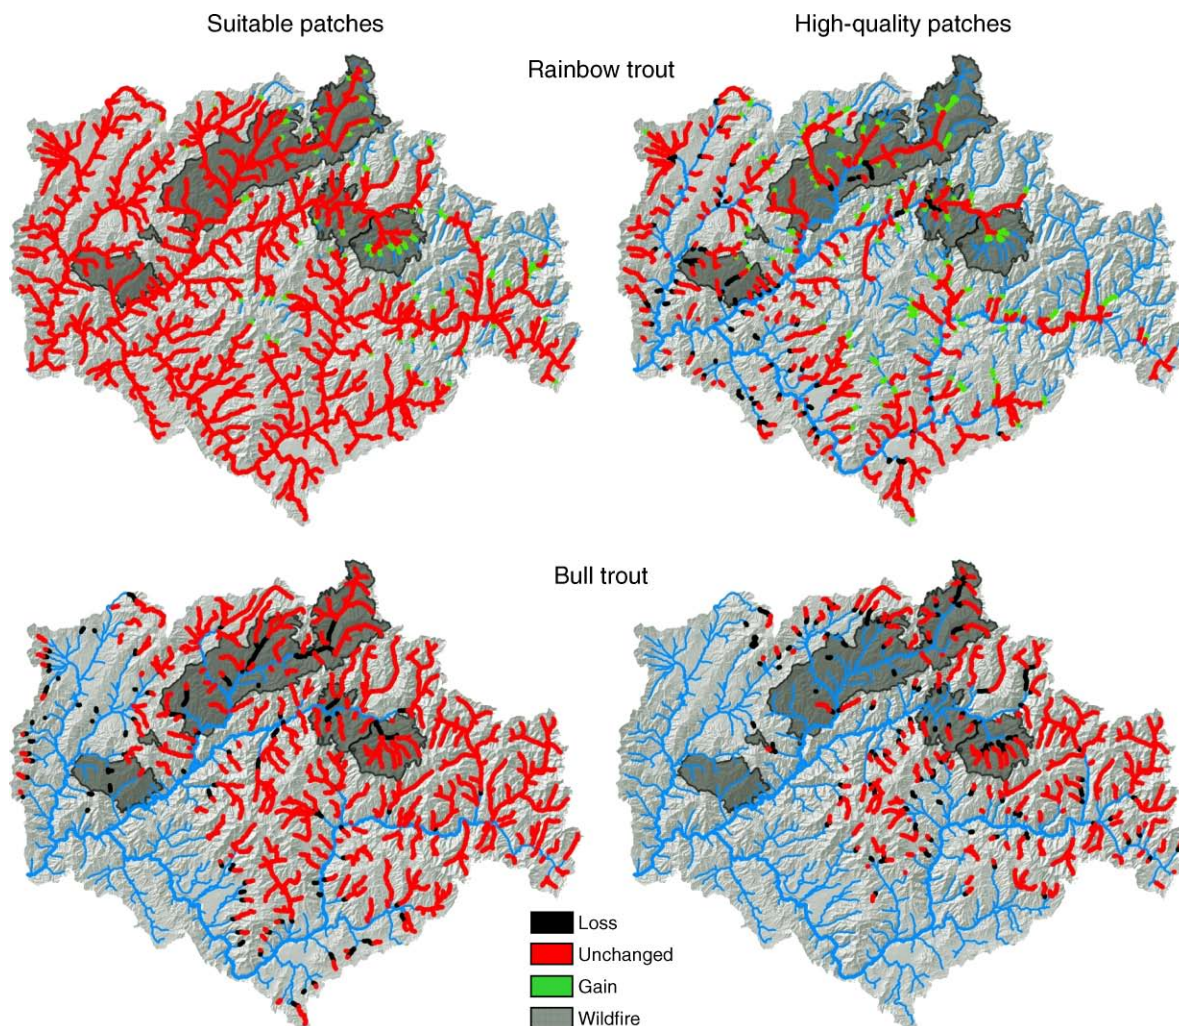 Suitable patches
High-quality patches
Rainbow trout
Bull trout
Loss
Unchanged
Gain
Wildfire